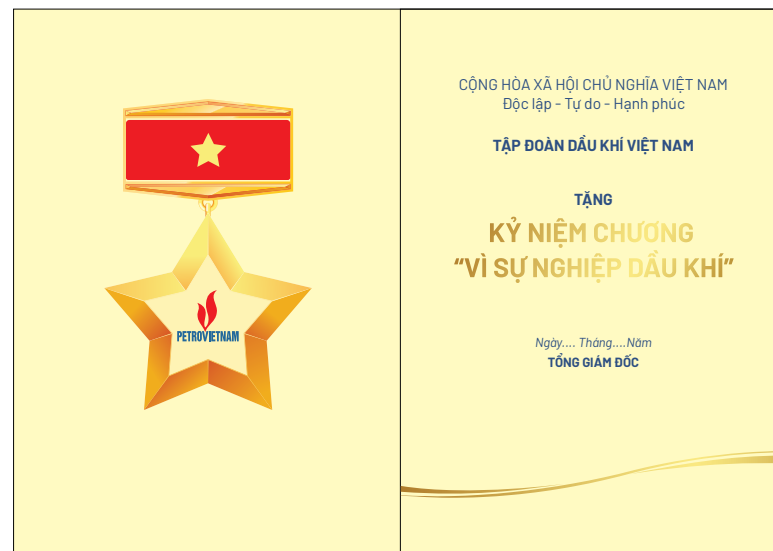 PETROVIETNAM
CỘNG HÒA XÃ HỘI CHỦ NGHĨA VIỆT NAM
Độc lập - Tự do - Hạnh phúc
TẬP ĐOÀN DẦU KHÍ VIỆT NAM
TẶNG
KỶ NIỆM CHƯƠNG
“VÌ SỰ NGHIỆP DẦU KHÍ”
Ngày.... Tháng....Năm
TỔNG GIÁM ĐỐC